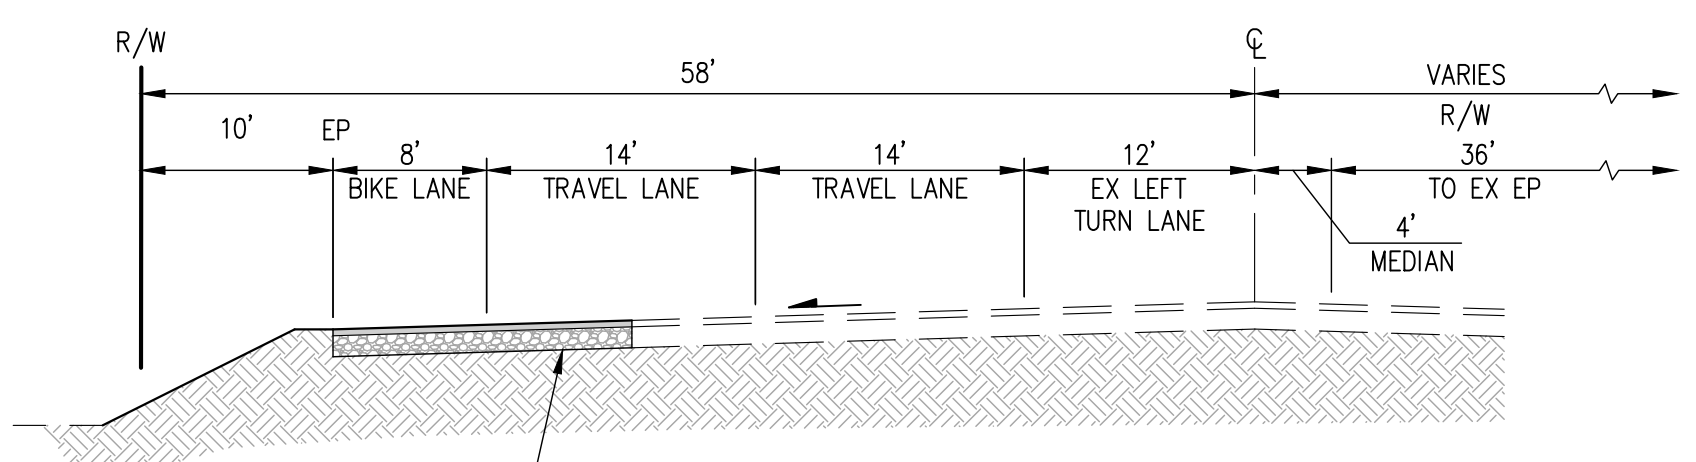 R/W
℄
58'
VARIES
R/W
10'
EP
8'
14'
14'
12'
36'
BIKE LANE
TRAVEL LANE
TRAVEL LANE
EX LEFT
TURN LANE
TO EX EP
4'
MEDIAN